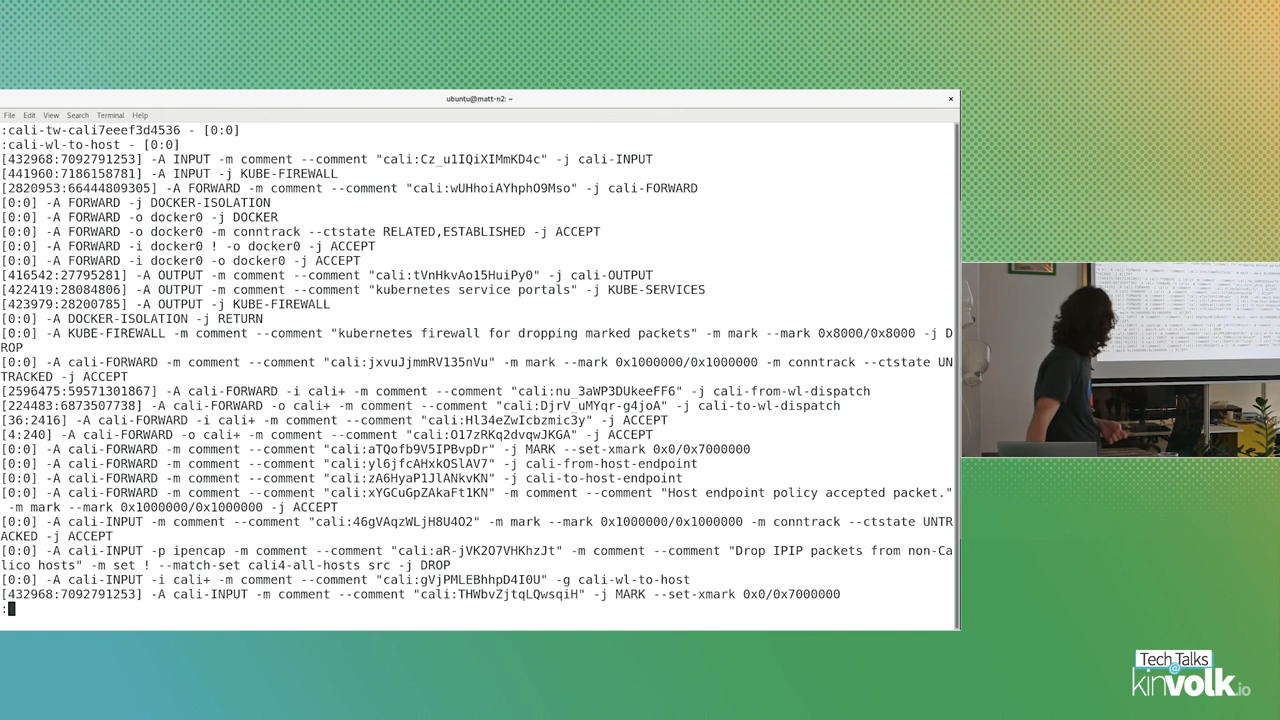 ubuntu@matt-n2: ~
File Edit View Search Terminal Help
:cali-tw-cali7eeef3d4536 - [0:0]
:cali-wl-to-host - [0:0]
[432968:7092791253] -A INPUT -m comment --comment "cali:Cz_u1IQiXIMmKD4c" -j cali-INPUT
[441960:7186158781] -A INPUT -j KUBE-FIREWALL
[2820953:66444809305] -A FORWARD -m comment --comment "cali:wUHhoiAYhphO9Mso" -j cali-FORWARD
[0:0] -A FORWARD -j DOCKER-ISOLATION
[0:0] -A FORWARD -o docker0 -j DOCKER
[0:0] -A FORWARD -o docker0 -m conntrack --ctstate RELATED,ESTABLISHED -j ACCEPT
[0:0] -A FORWARD -i docker0 ! -o docker0 -j ACCEPT
[0:0] -A FORWARD -i docker0 -o docker0 -j ACCEPT
[416542:27795281] -A OUTPUT -m comment --comment "cali:tVnHkvAo15HuiPy0" -j cali-OUTPUT
[422419:28084806] -A OUTPUT -m comment --comment "kubernetes service portals" -j KUBE-SERVICES
[423979:28200785] -A OUTPUT -j KUBE-FIREWALL
[0:0] -A DOCKER-ISOLATION -j RETURN
[0:0] -A KUBE-FIREWALL -m comment --comment "kubernetes firewall for dropping marked packets" -m mark --mark 0x8000/0x8000 -j D
ROP
[0:0] -A cali-FORWARD -m comment --comment "cali:jxvuJjmmRV135nVu" -m mark --mark 0x1000000/0x1000000 -m conntrack --ctstate UN
TRACKED -j ACCEPT
[2596475:59571301867] -A cali-FORWARD -i cali+ -m comment --comment "cali:nu_3aWP3DUkeeFF6" -j cali-from-wl-dispatch
[224483:6873507738] -A cali-FORWARD -o cali+ -m comment --comment "cali:DjrV_uMYqr-g4joA" -j cali-to-wl-dispatch
[36:2416] -A cali-FORWARD -i cali+ -m comment --comment "cali:Hl34eZwIcbzmic3y" -j ACCEPT
[4:240] -A cali-FORWARD -o cali+ -m comment --comment "cali:O17zRKq2dvqwJKGA" -j ACCEPT
[0:0] -A cali-FORWARD -m comment --comment "cali:aTQofb9V5IPBvpDr" -j MARK --set-xmark 0x0/0x7000000
[0:0] -A cali-FORWARD -m comment --comment "cali:yl6jfcAHxkOSlAV7" -j cali-from-host-endpoint
[0:0] -A cali-FORWARD -m comment --comment "cali:zA6HyaP1JlANkvKN" -j cali-to-host-endpoint
[0:0] -A cali-FORWARD -m comment --comment "cali:xYGCuGpZAkaFt1KN" -m comment --comment "Host endpoint policy accepted packet."
-m mark --mark 0x1000000/0x1000000 -j ACCEPT
[0:0] -A cali-INPUT -m comment --comment "cali:46gVAqzWLjH8U4O2" -m mark --mark 0x1000000/0x1000000 -m conntrack --ctstate UNTR
ACKED -j ACCEPT
[0:0] -A cali-INPUT -p ipencap -m comment --comment "cali:aR-jVK2O7VHKhzJt" -m comment --comment "Drop IPIP packets from non-Ca
lico hosts" -m set ! --match-set cali4-all-hosts src -j DROP
[0:0] -A cali-INPUT -i cali+ -m comment --comment "cali:gVjPMLEBhhpD4I0U" -g cali-wl-to-host
[432968:7092791253] -A cali-INPUT -m comment --comment "cali:THWbvZjtqLQwsqiH" -j MARK --set-xmark 0x0/0x7000000
:
Tech Talks
@
kinvolk.io